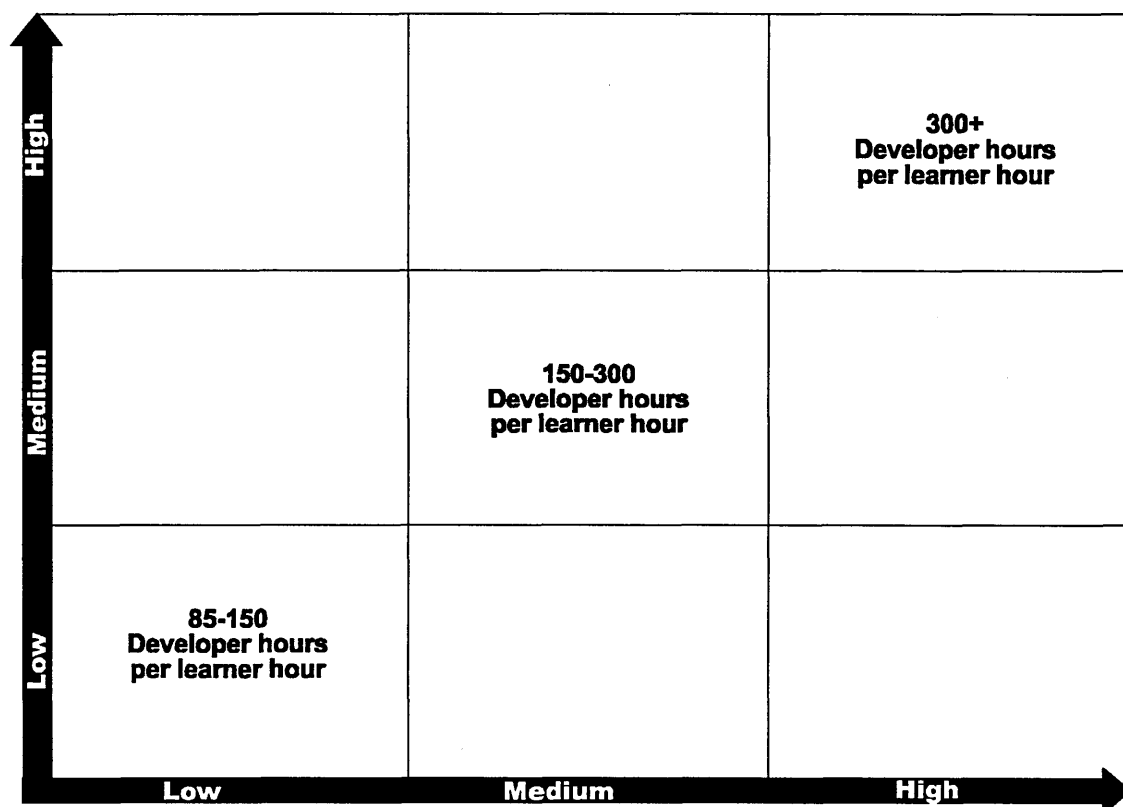 High
300+
Developer hours
per learner hour
Medium
150-300
Developer hours
per learner hour
Low
85-150
Developer hours
per learner hour
Low
Medium
High